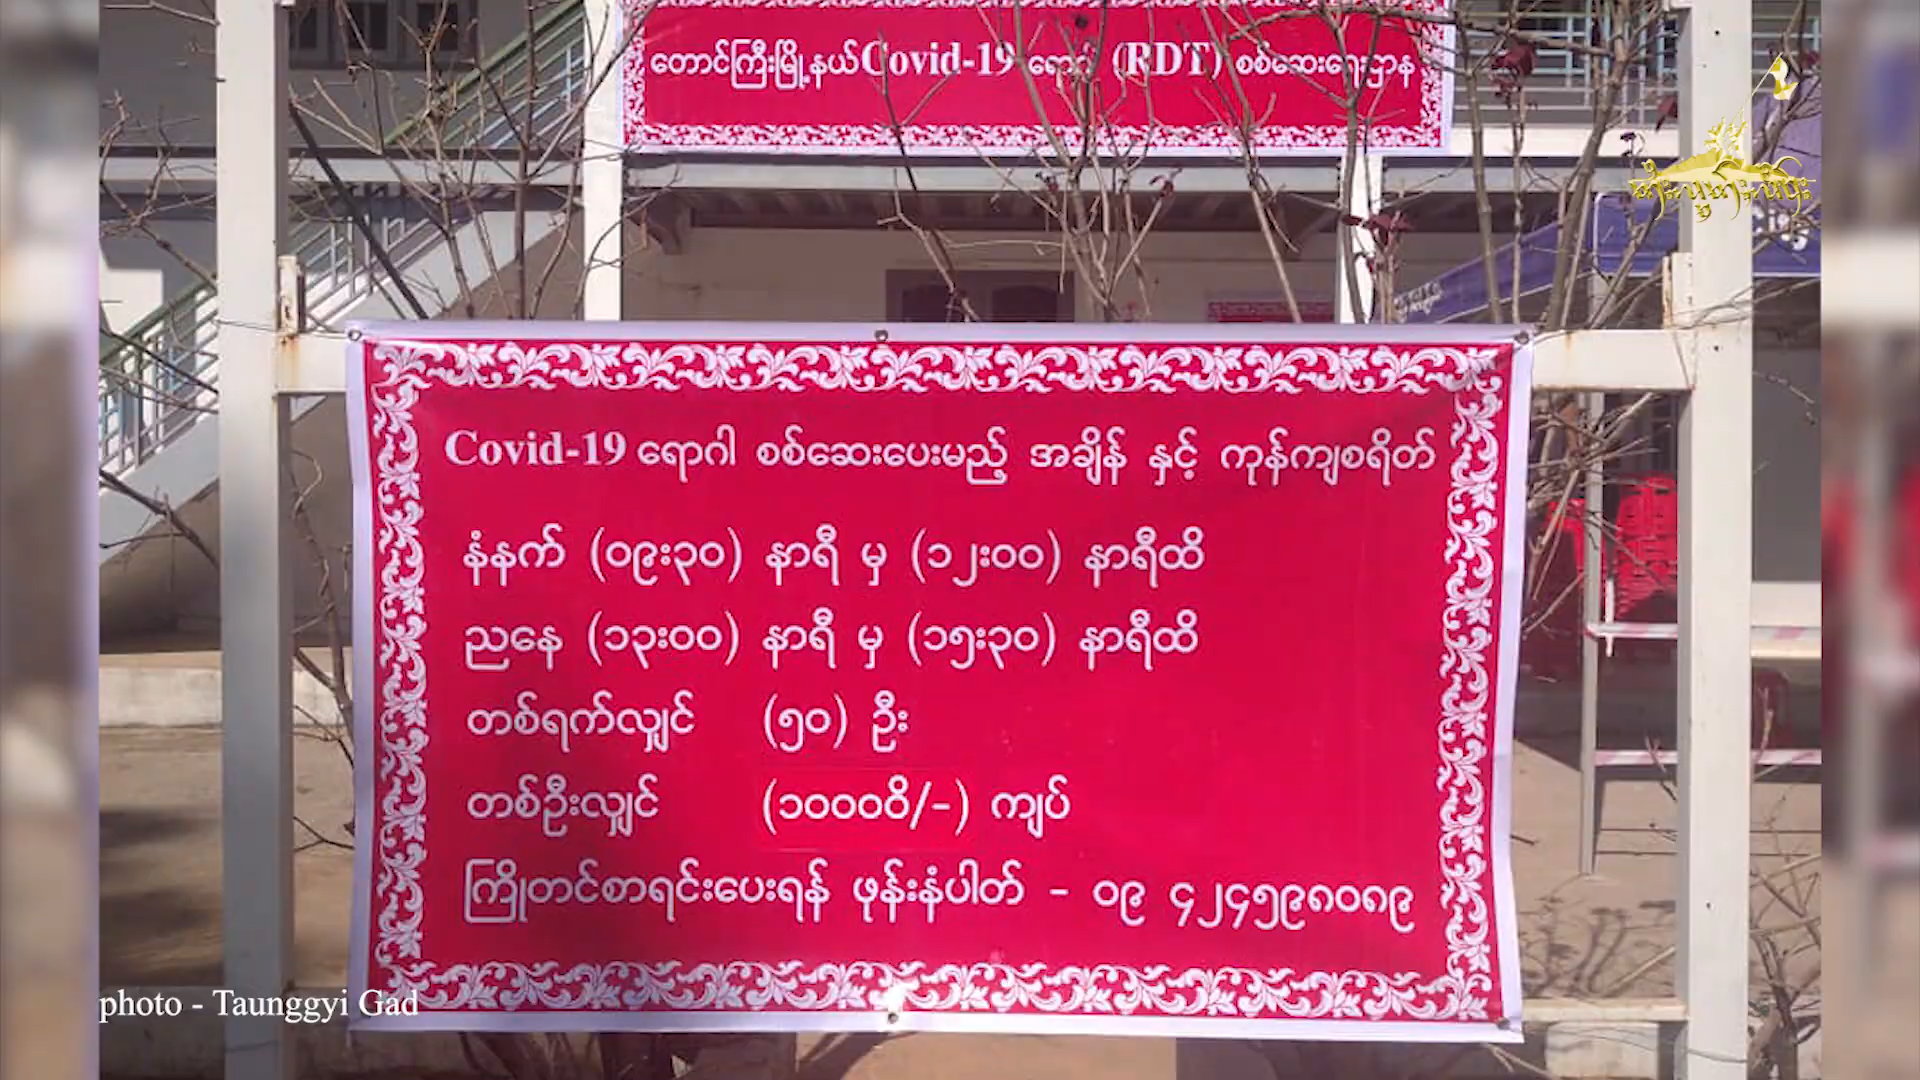 တောင်ကြီးမြို့နယ်Covid-19 ရောဂါ (RDT) စစ်ဆေးရေးဌာန
Covid-19 ရောဂါ စစ်ဆေးပေးမည့် အချိန် နှင့် ကုန်ကျစရိတ်
နံနက် (၀၉း၃၀) နာရီ မှ (၁၂း၀၀) နာရီထိ
ညနေ (၁၃း၀၀) နာရီ မှ (၁၅း၃၀) နာရီထိ
တစ်ရက်လျှင် (၅၀) ဦး
တစ်ဦးလျှင် (၁၀၀၀၀ိ/-) ကျပ်
ကြိုတင်စာရင်းပေးရန် ဖုန်းနံပါတ် - ၀၉ ၄၂၄၅၉၈၀၈၉
photo - Taunggyi Gad